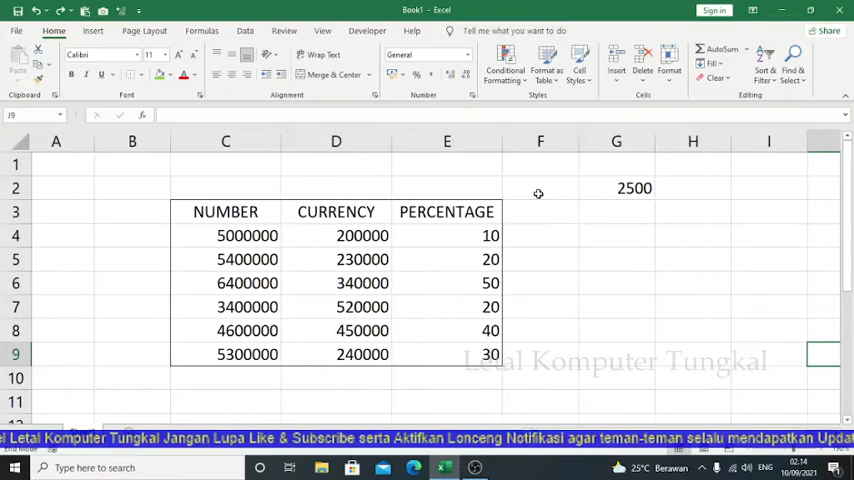 Book1 - Excel
Sign in
File Home Insert Page Layout Formulas Data Review View Developer Help Tell me what you want to do Share
Paste
Calibri 11 Wrap Text General AutoSum
B I U Merge & Center Conditional Formatting Format as Table Cell Styles Insert Delete Format Fill Clear Sort & Filter Find & Select
Clipboard Font Alignment Number Styles Cells Editing
J9 fx
A B C D E F G H I
1
2 2500
3 NUMBER CURRENCY PERCENTAGE
4 5000000 200000 10
5 5400000 230000 20
6 6400000 340000 50
7 3400000 520000 20
8 4600000 450000 40
9 5300000 240000 30
Letal Komputer Tungkal
10
11
el Letal Komputer Tungkal Jangan Lupa Like & Subscribe serta Aktifkan Lonceng Notifikasi agar teman-teman selalu mendapatkan Updat
Type here to search
25°C Berawan
ENG
02.14
10/09/2021